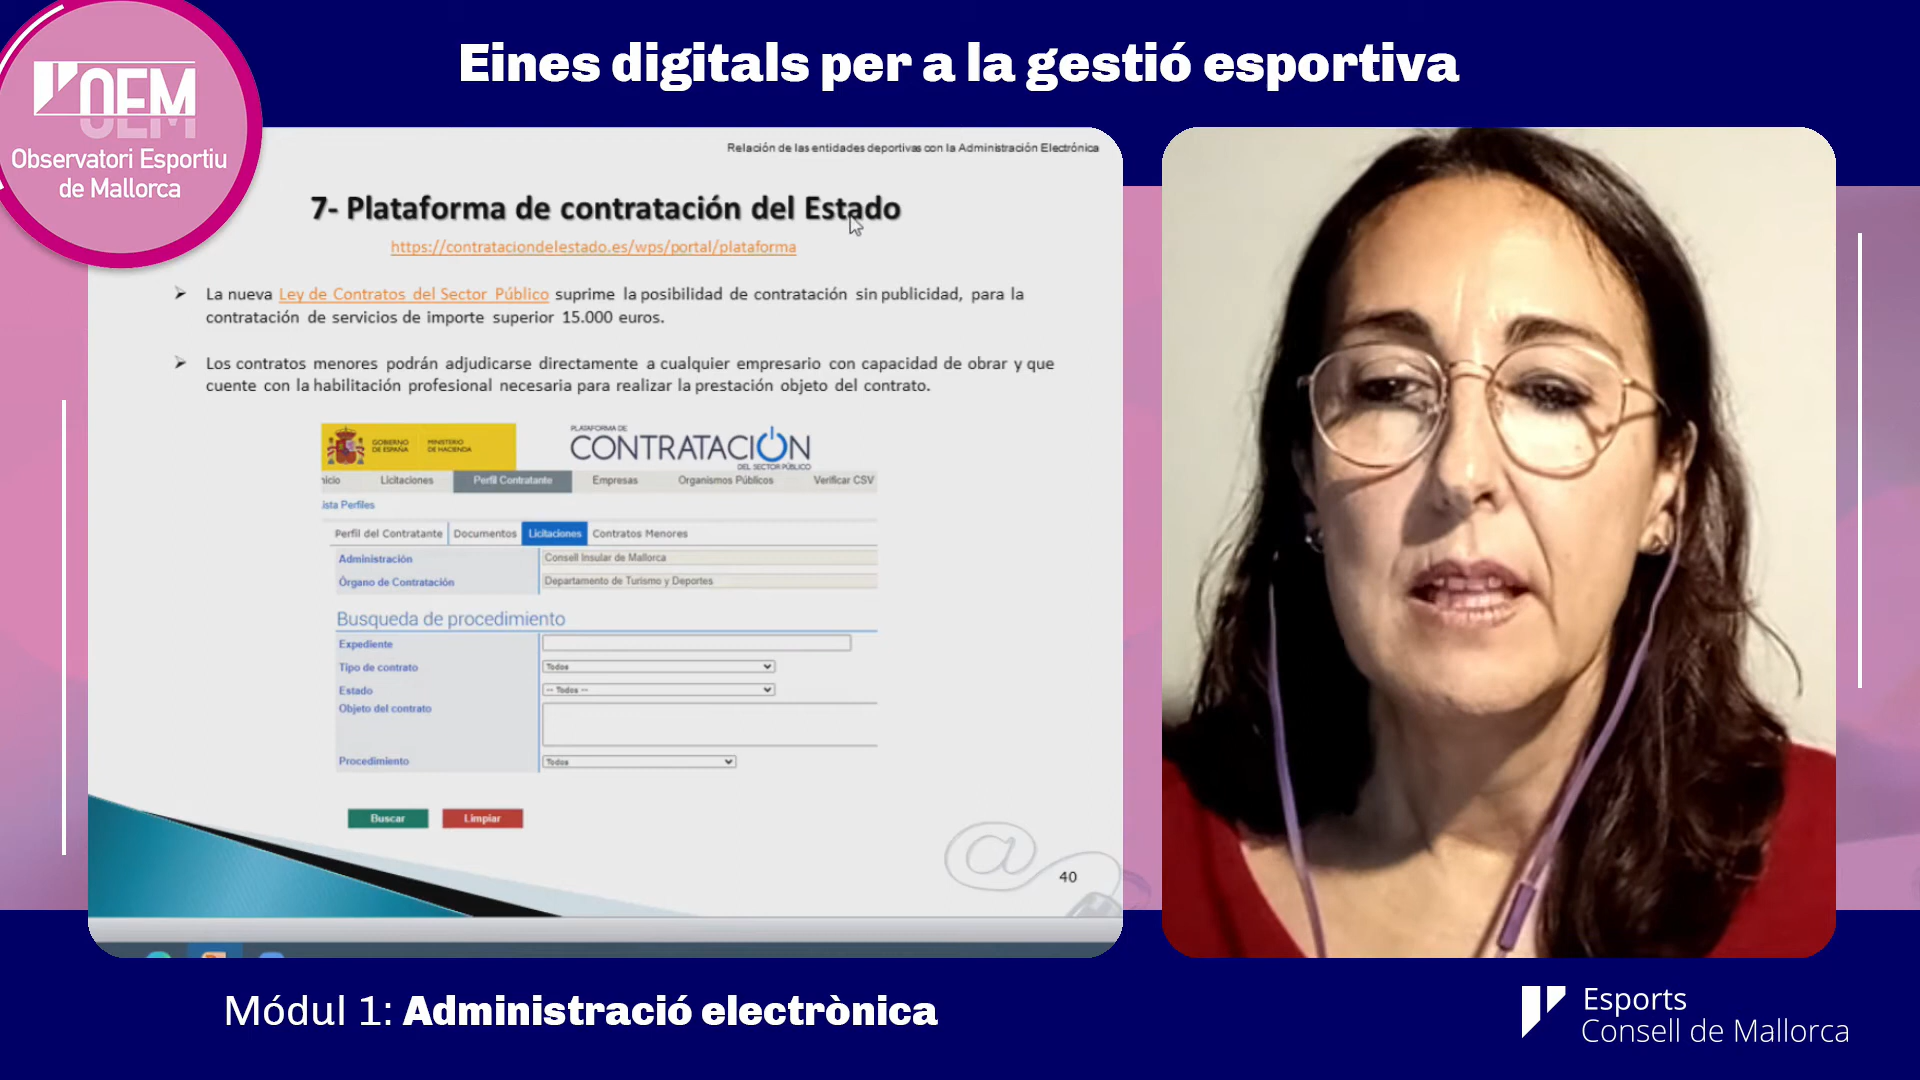 Eines digitals per a la gestió esportiva
OEM
Observatori Esportiu
de Mallorca
Relación de las entidades deportivas con la Administración Electrónica
7- Plataforma de contratación del Estado
https://contrataciondelestado.es/wps/portal/plataforma
La nueva Ley de Contratos del Sector Público suprime la posibilidad de contratación sin publicidad, para la
contratación de servicios de importe superior 15.000 euros.
Los contratos menores podrán adjudicarse directamente a cualquier empresario con capacidad de obrar y que
cuente con la habilitación profesional necesaria para realizar la prestación objeto del contrato.
GOBIERNO
DE ESPAÑA
MINISTERIO
DE HACIENDA
PLATAFORMA DE
CONTRATACIÓN
DEL SECTOR PÚBLICO
nicio Licitaciones Perfil Contratante Empresas Organismos Públicos Verificar CSV
ista Perfiles
Perfil del Contratante Documentos Licitaciones Contratos Menores
Administración Consell Insular de Mallorca
Órgano de Contratación Departamento de Turismo y Deportes
Busqueda de procedimiento
Expediente
Tipo de contrato Todos
Estado -- Todos --
Objeto del contrato
Procedimiento Todos
Buscar Limpiar
40
Módul 1: Administració electrònica
Esports
Consell de Mallorca